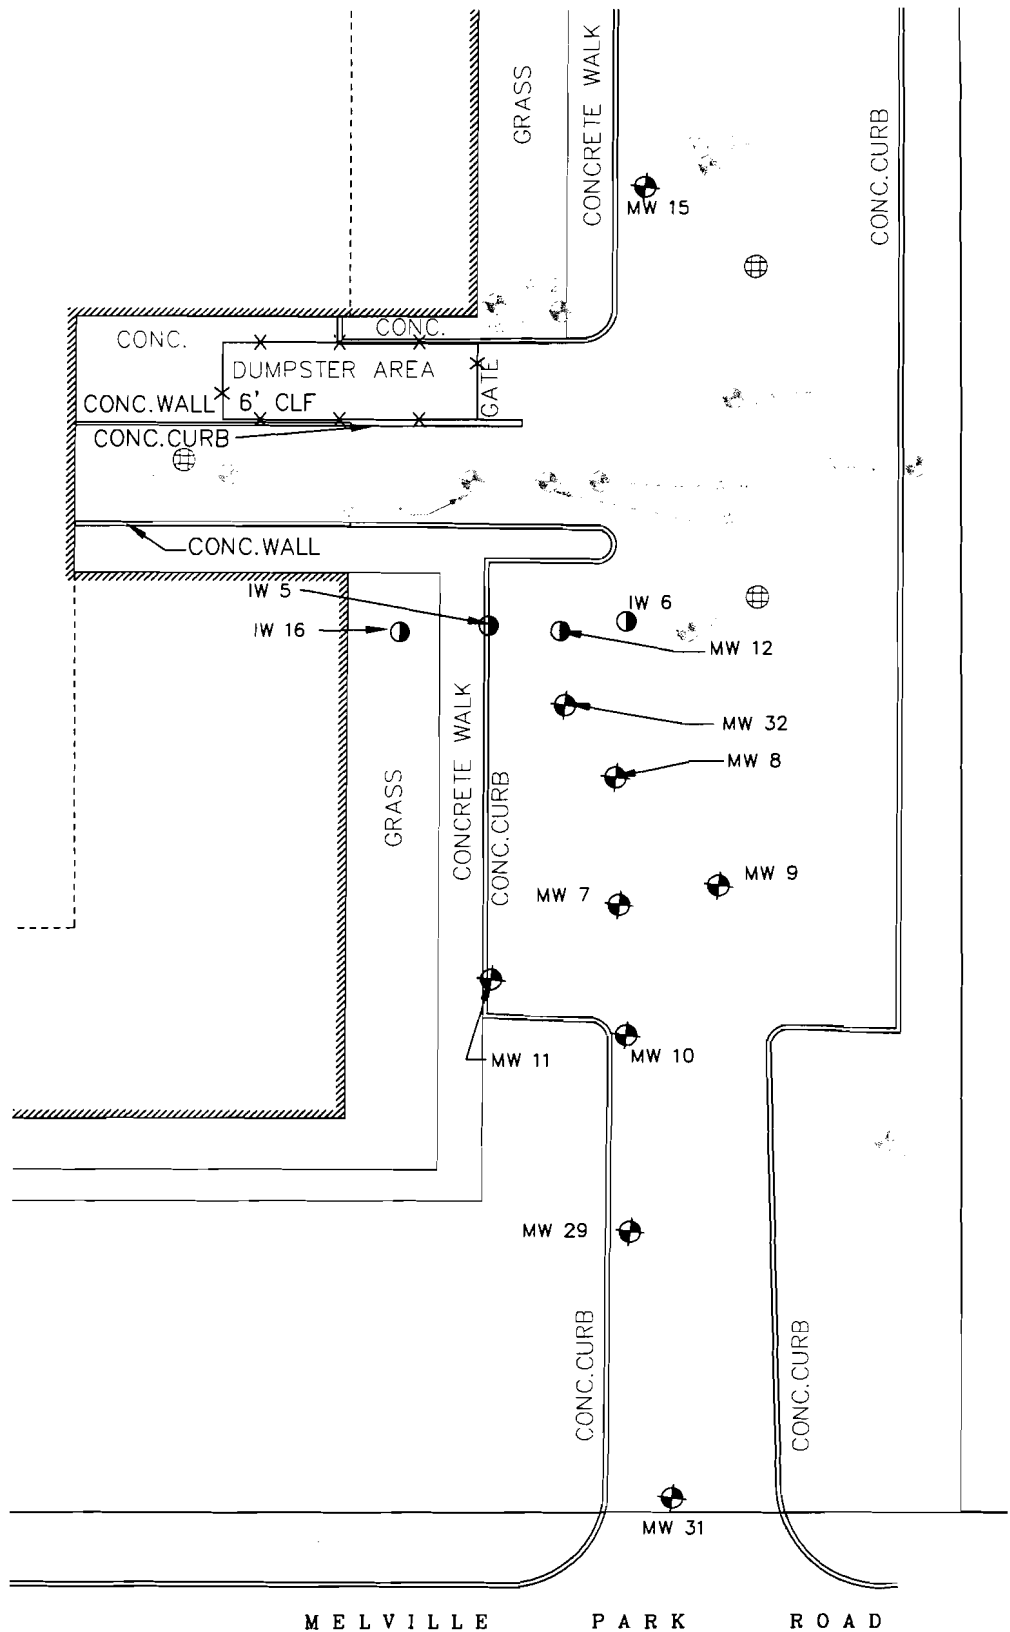 GRASS
CONCRETE WALK
CONC.CURB
MW 15
CONC.
CONC.
DUMPSTER AREA
GATE
CONC.WALL
6' CLF
CONC.CURB
CONC.WALL
IW 5
IW 6
IW 16
MW 12
MW 32
MW 8
GRASS
CONCRETE WALK
CONC.CURB
MW 9
MW 7
MW 11
MW 10
MW 29
CONC.CURB
CONC.CURB
MW 31
MELVILLE PARK ROAD